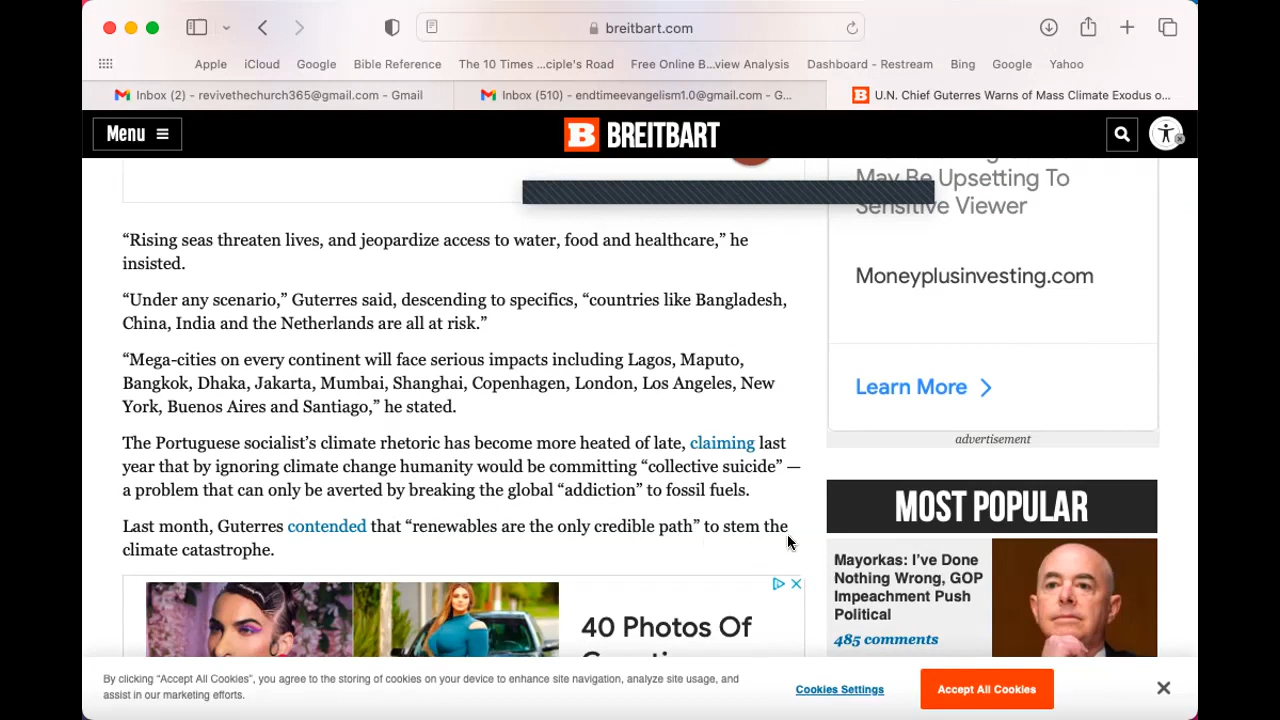 breitbart.com
Apple iCloud Google Bible Reference The 10 Times ...ciple's Road Free Online B...view Analysis Dashboard - Restream Bing Google Yahoo
Inbox (2) - revivethechurch365@gmail.com - Gmail
Inbox (510) - endtimeevangelism1.0@gmail.com - G...
U.N. Chief Guterres Warns of Mass Climate Exodus o...
Menu
BREITBART
May Be Upsetting To
Sensitive Viewer
Moneyplusinvesting.com
Learn More
advertisement
“Rising seas threaten lives, and jeopardize access to water, food and healthcare,” he
insisted.
“Under any scenario,” Guterres said, descending to specifics, “countries like Bangladesh,
China, India and the Netherlands are all at risk.”
“Mega-cities on every continent will face serious impacts including Lagos, Maputo,
Bangkok, Dhaka, Jakarta, Mumbai, Shanghai, Copenhagen, London, Los Angeles, New
York, Buenos Aires and Santiago,” he stated.
The Portuguese socialist’s climate rhetoric has become more heated of late, claiming last
year that by ignoring climate change humanity would be committing “collective suicide” —
a problem that can only be averted by breaking the global “addiction” to fossil fuels.
Last month, Guterres contended that “renewables are the only credible path” to stem the
climate catastrophe.
MOST POPULAR
Mayorkas: I’ve Done
Nothing Wrong, GOP
Impeachment Push
Political
485 comments
40 Photos Of
By clicking “Accept All Cookies”, you agree to the storing of cookies on your device to enhance site navigation, analyze site usage, and
assist in our marketing efforts.
Cookies Settings
Accept All Cookies